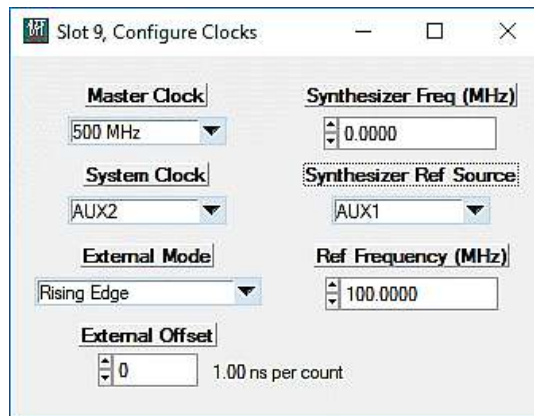 Slot 9, Configure Clocks
Master Clock
500 MHz
Synthesizer Freq (MHz)
0.0000
System Clock
AUX2
Synthesizer Ref Source
AUX1
External Mode
Rising Edge
Ref Frequency (MHz)
100.0000
External Offset
0 1.00 ns per count